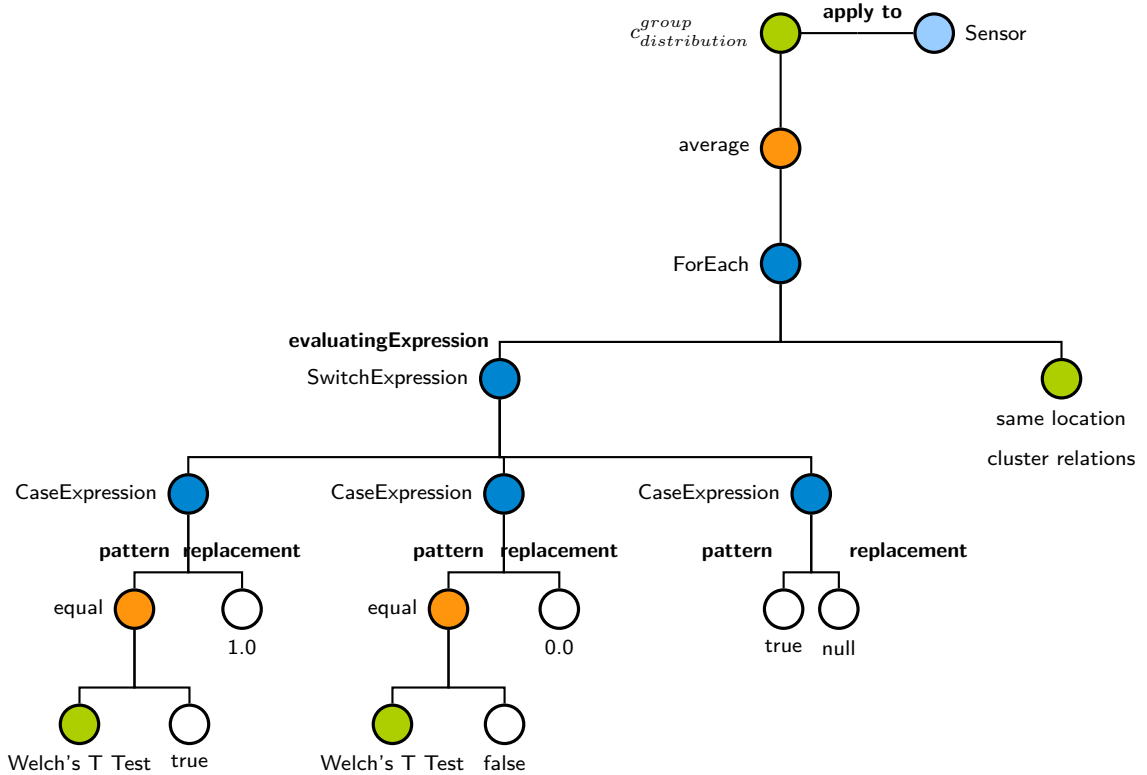 apply to
c^{group}_{distribution}
Sensor
average
ForEach
evaluatingExpression
SwitchExpression
same location
cluster relations
CaseExpression
CaseExpression
CaseExpression
pattern
replacement
pattern
replacement
pattern
replacement
equal
1.0
equal
0.0
true
null
Welch's T Test
true
Welch's T Test
false